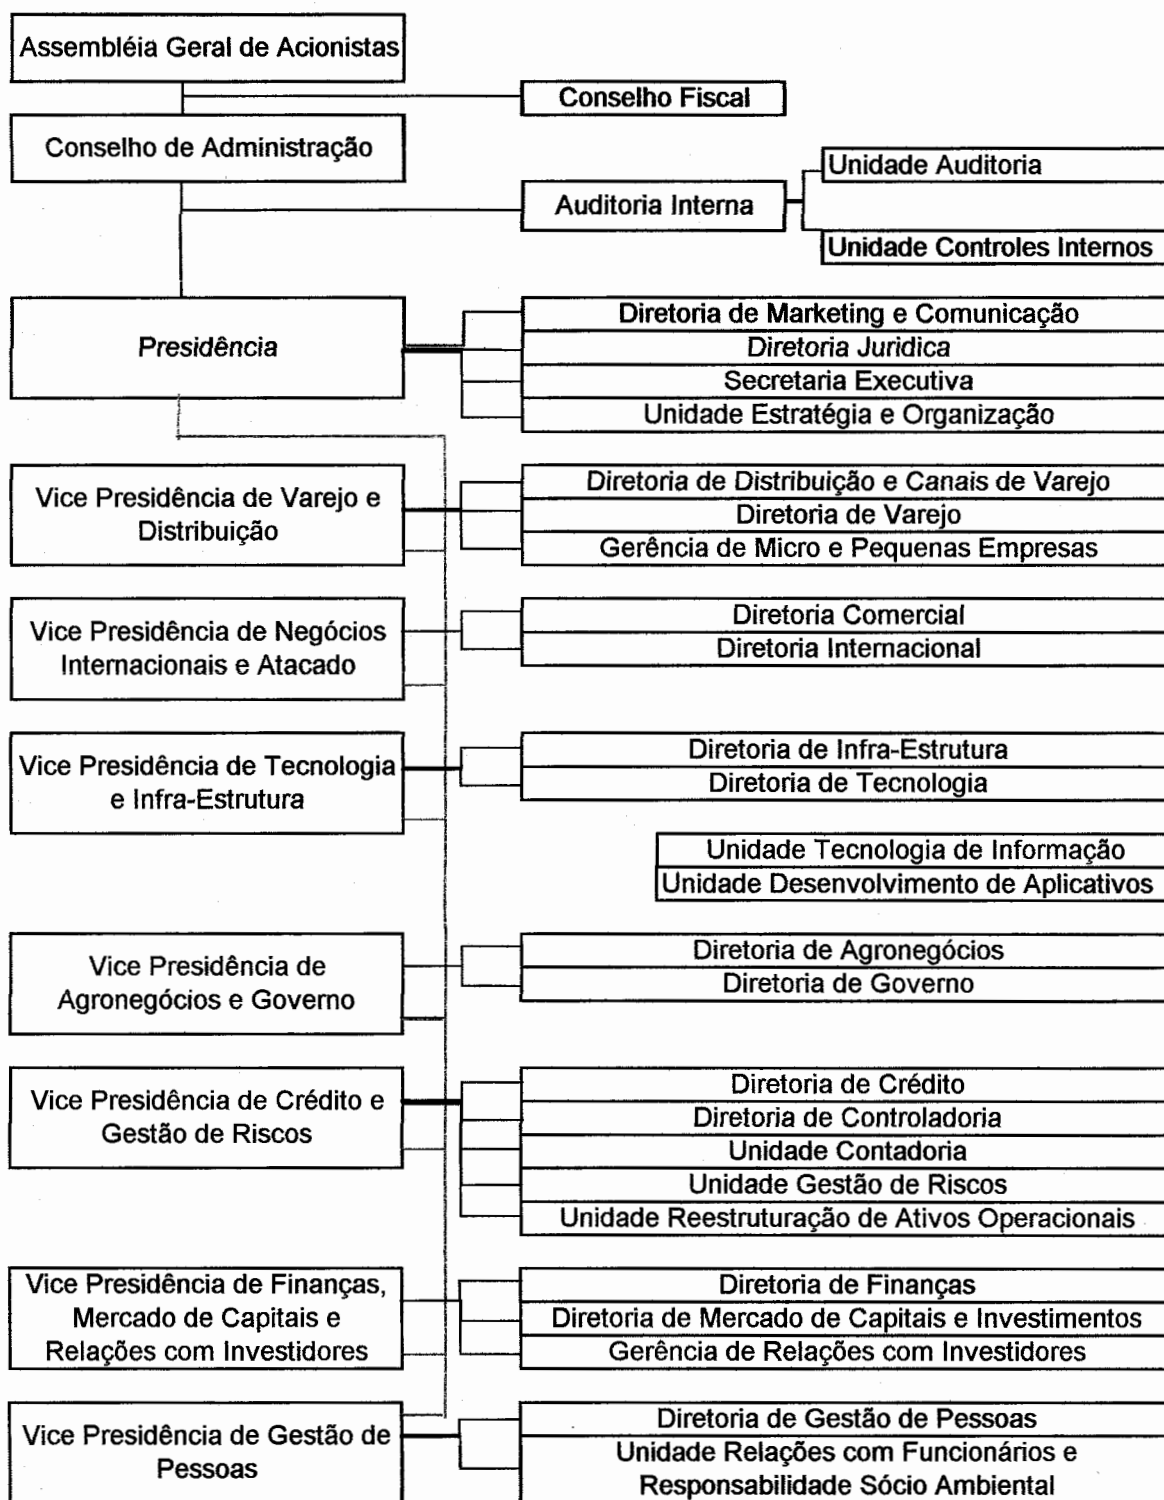 Assembléia Geral de Acionistas
Conselho Fiscal
Conselho de Administração
Unidade Auditoria
Auditoria Interna
Unidade Controles Internos
Presidência
Diretoria de Marketing e Comunicação
Diretoria Juridica
Secretaria Executiva
Unidade Estratégia e Organização
Vice Presidência de Varejo e
Distribuição
Diretoria de Distribuição e Canais de Varejo
Diretoria de Varejo
Gerência de Micro e Pequenas Empresas
Vice Presidência de Negócios
Internacionais e Atacado
Diretoria Comercial
Diretoria Internacional
Vice Presidência de Tecnologia
e Infra-Estrutura
Diretoria de Infra-Estrutura
Diretoria de Tecnologia
Unidade Tecnologia de Informação
Unidade Desenvolvimento de Aplicativos
Vice Presidência de
Agronegócios e Governo
Diretoria de Agronegócios
Diretoria de Governo
Vice Presidência de Crédito e
Gestão de Riscos
Diretoria de Crédito
Diretoria de Controladoria
Unidade Contadoria
Unidade Gestão de Riscos
Unidade Reestruturação de Ativos Operacionais
Vice Presidência de Finanças,
Mercado de Capitais e
Relações com Investidores
Diretoria de Finanças
Diretoria de Mercado de Capitais e Investimentos
Gerência de Relações com Investidores
Vice Presidência de Gestão de
Pessoas
Diretoria de Gestão de Pessoas
Unidade Relações com Funcionários e
Responsabilidade Sócio Ambiental